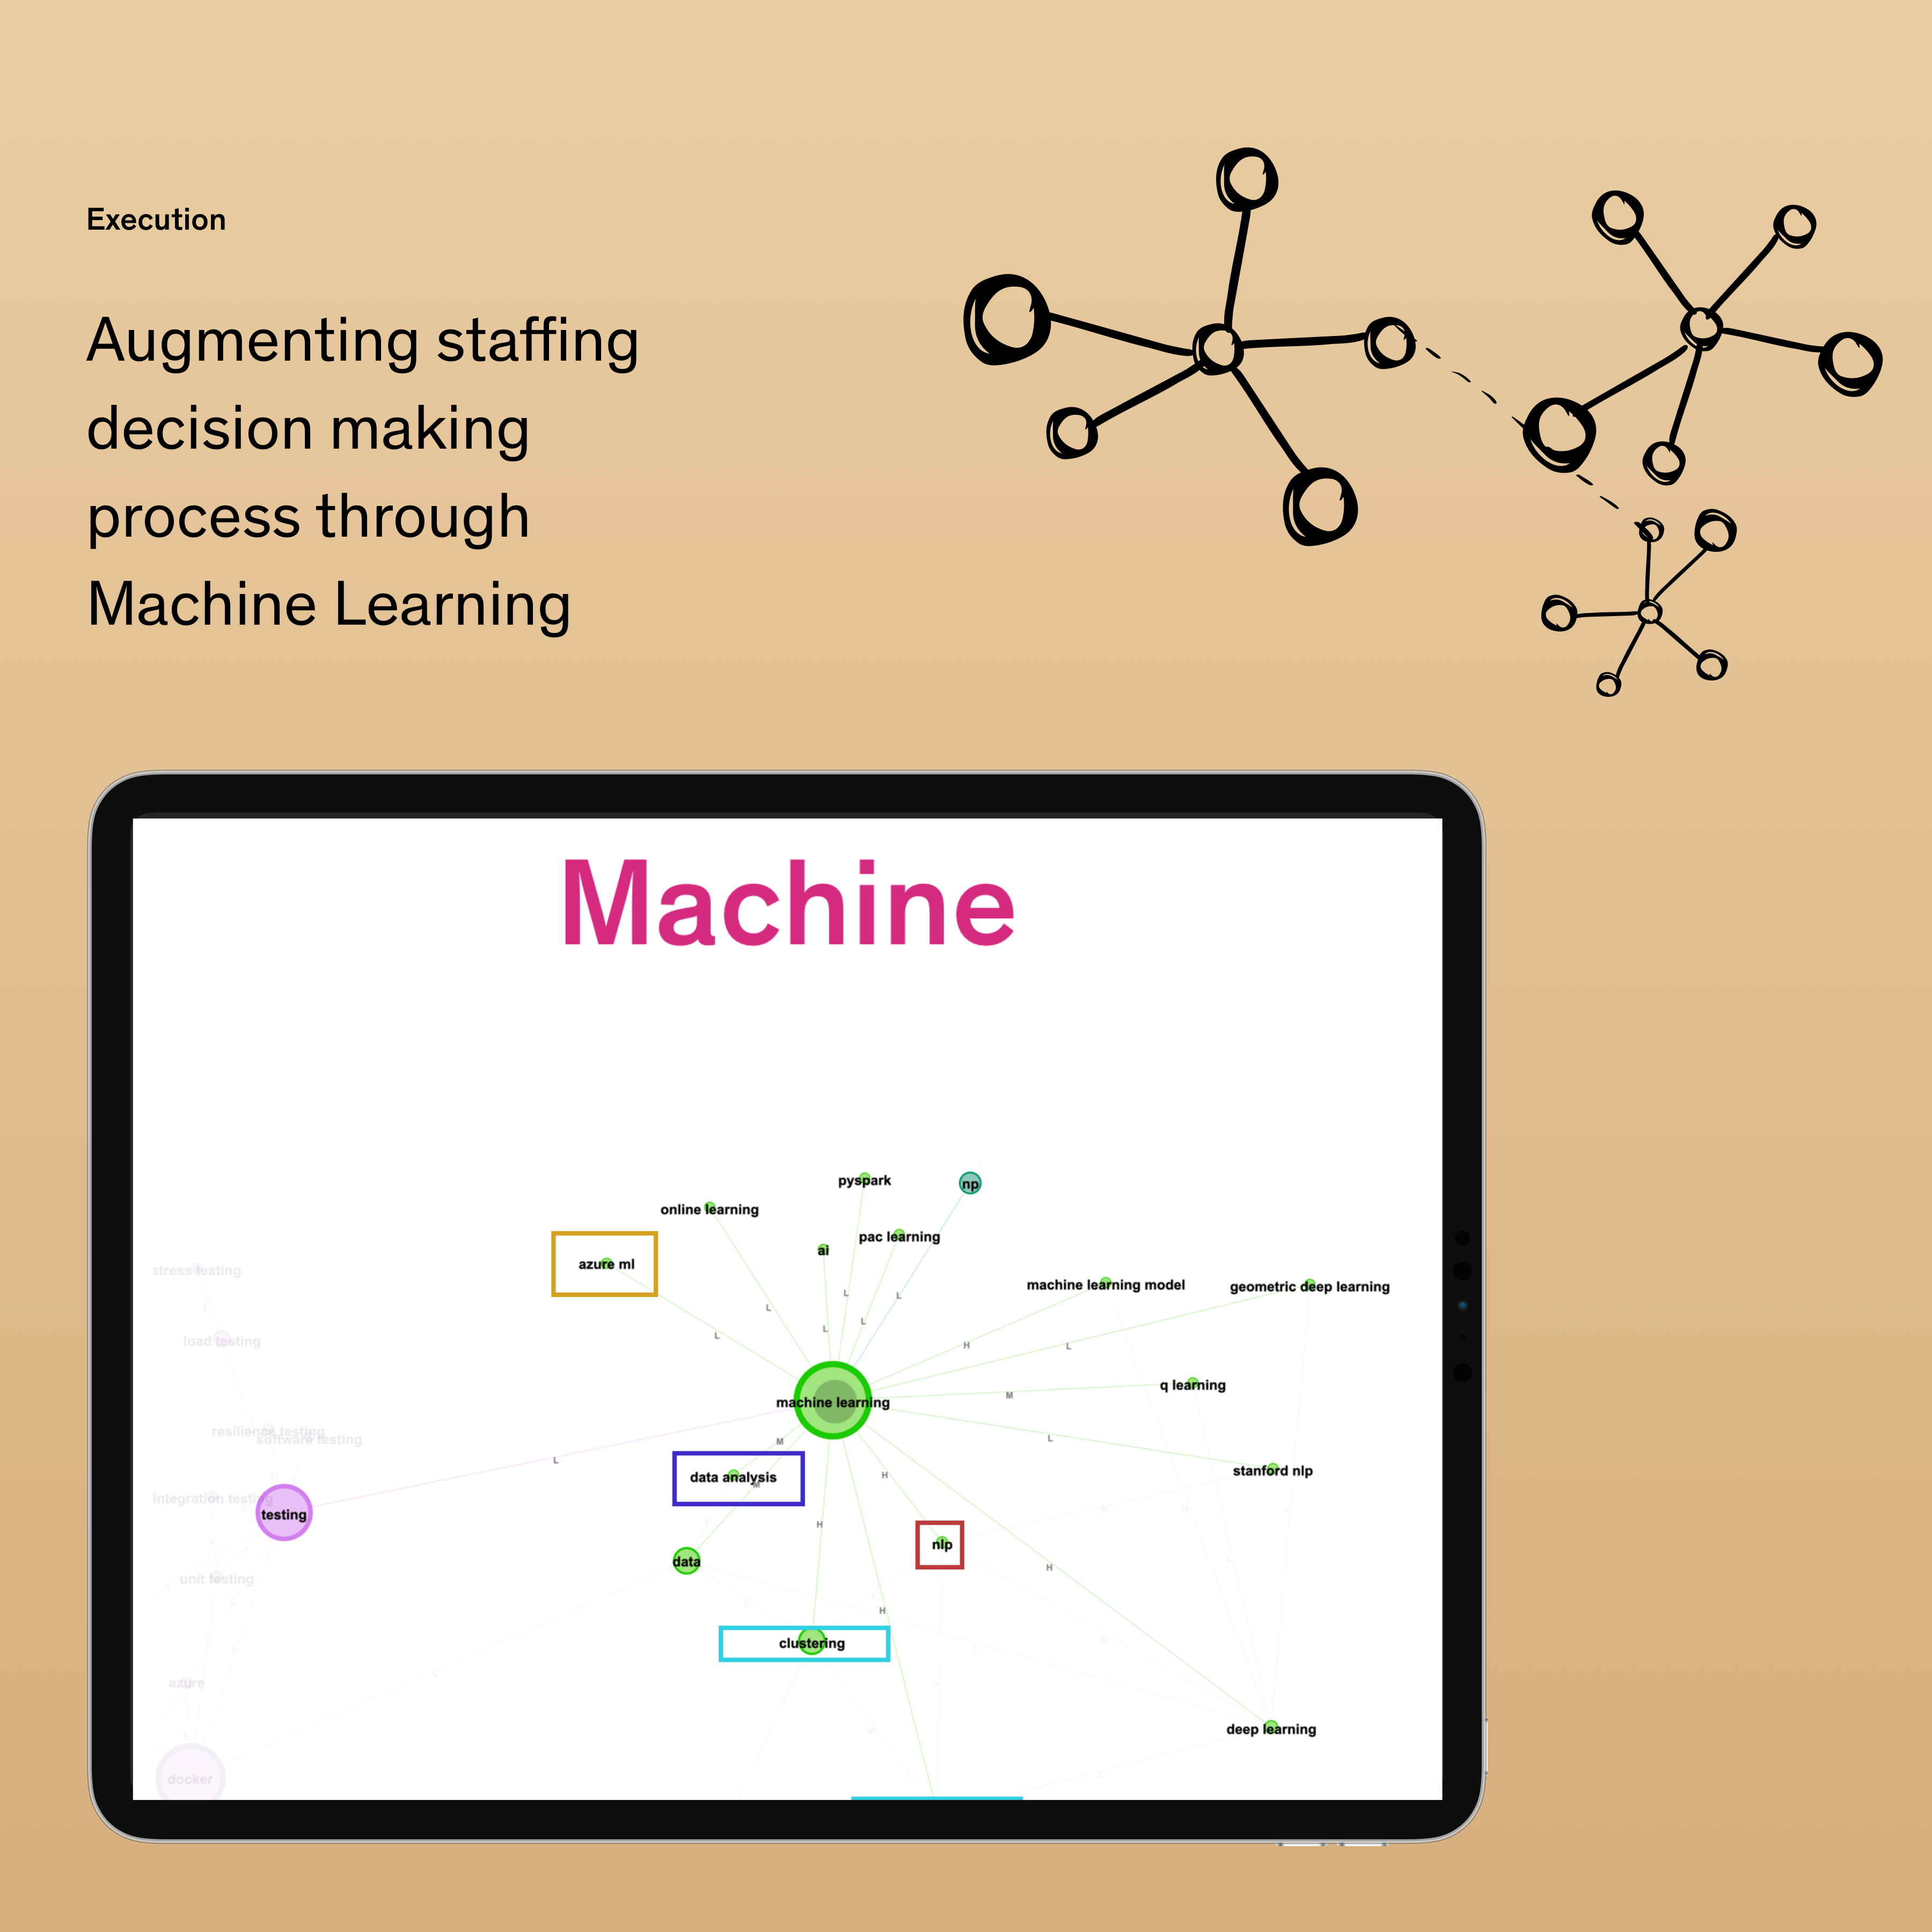 Execution
Augmenting staffing
decision making
process through
Machine Learning
Machine
pyspark
np
online learning
pac learning
ai
azure ml
stress testing
machine learning model
geometric deep learning
L
L
L
L
L
L
L
load testing
H
L
q learning
M
machine learning
resilience testing
software testing
M
L
L
stanford nlp
data analysis
H
M
integration testing
testing
H
nlp
data
H
unit testing
H
clustering
azure
deep learning
docker